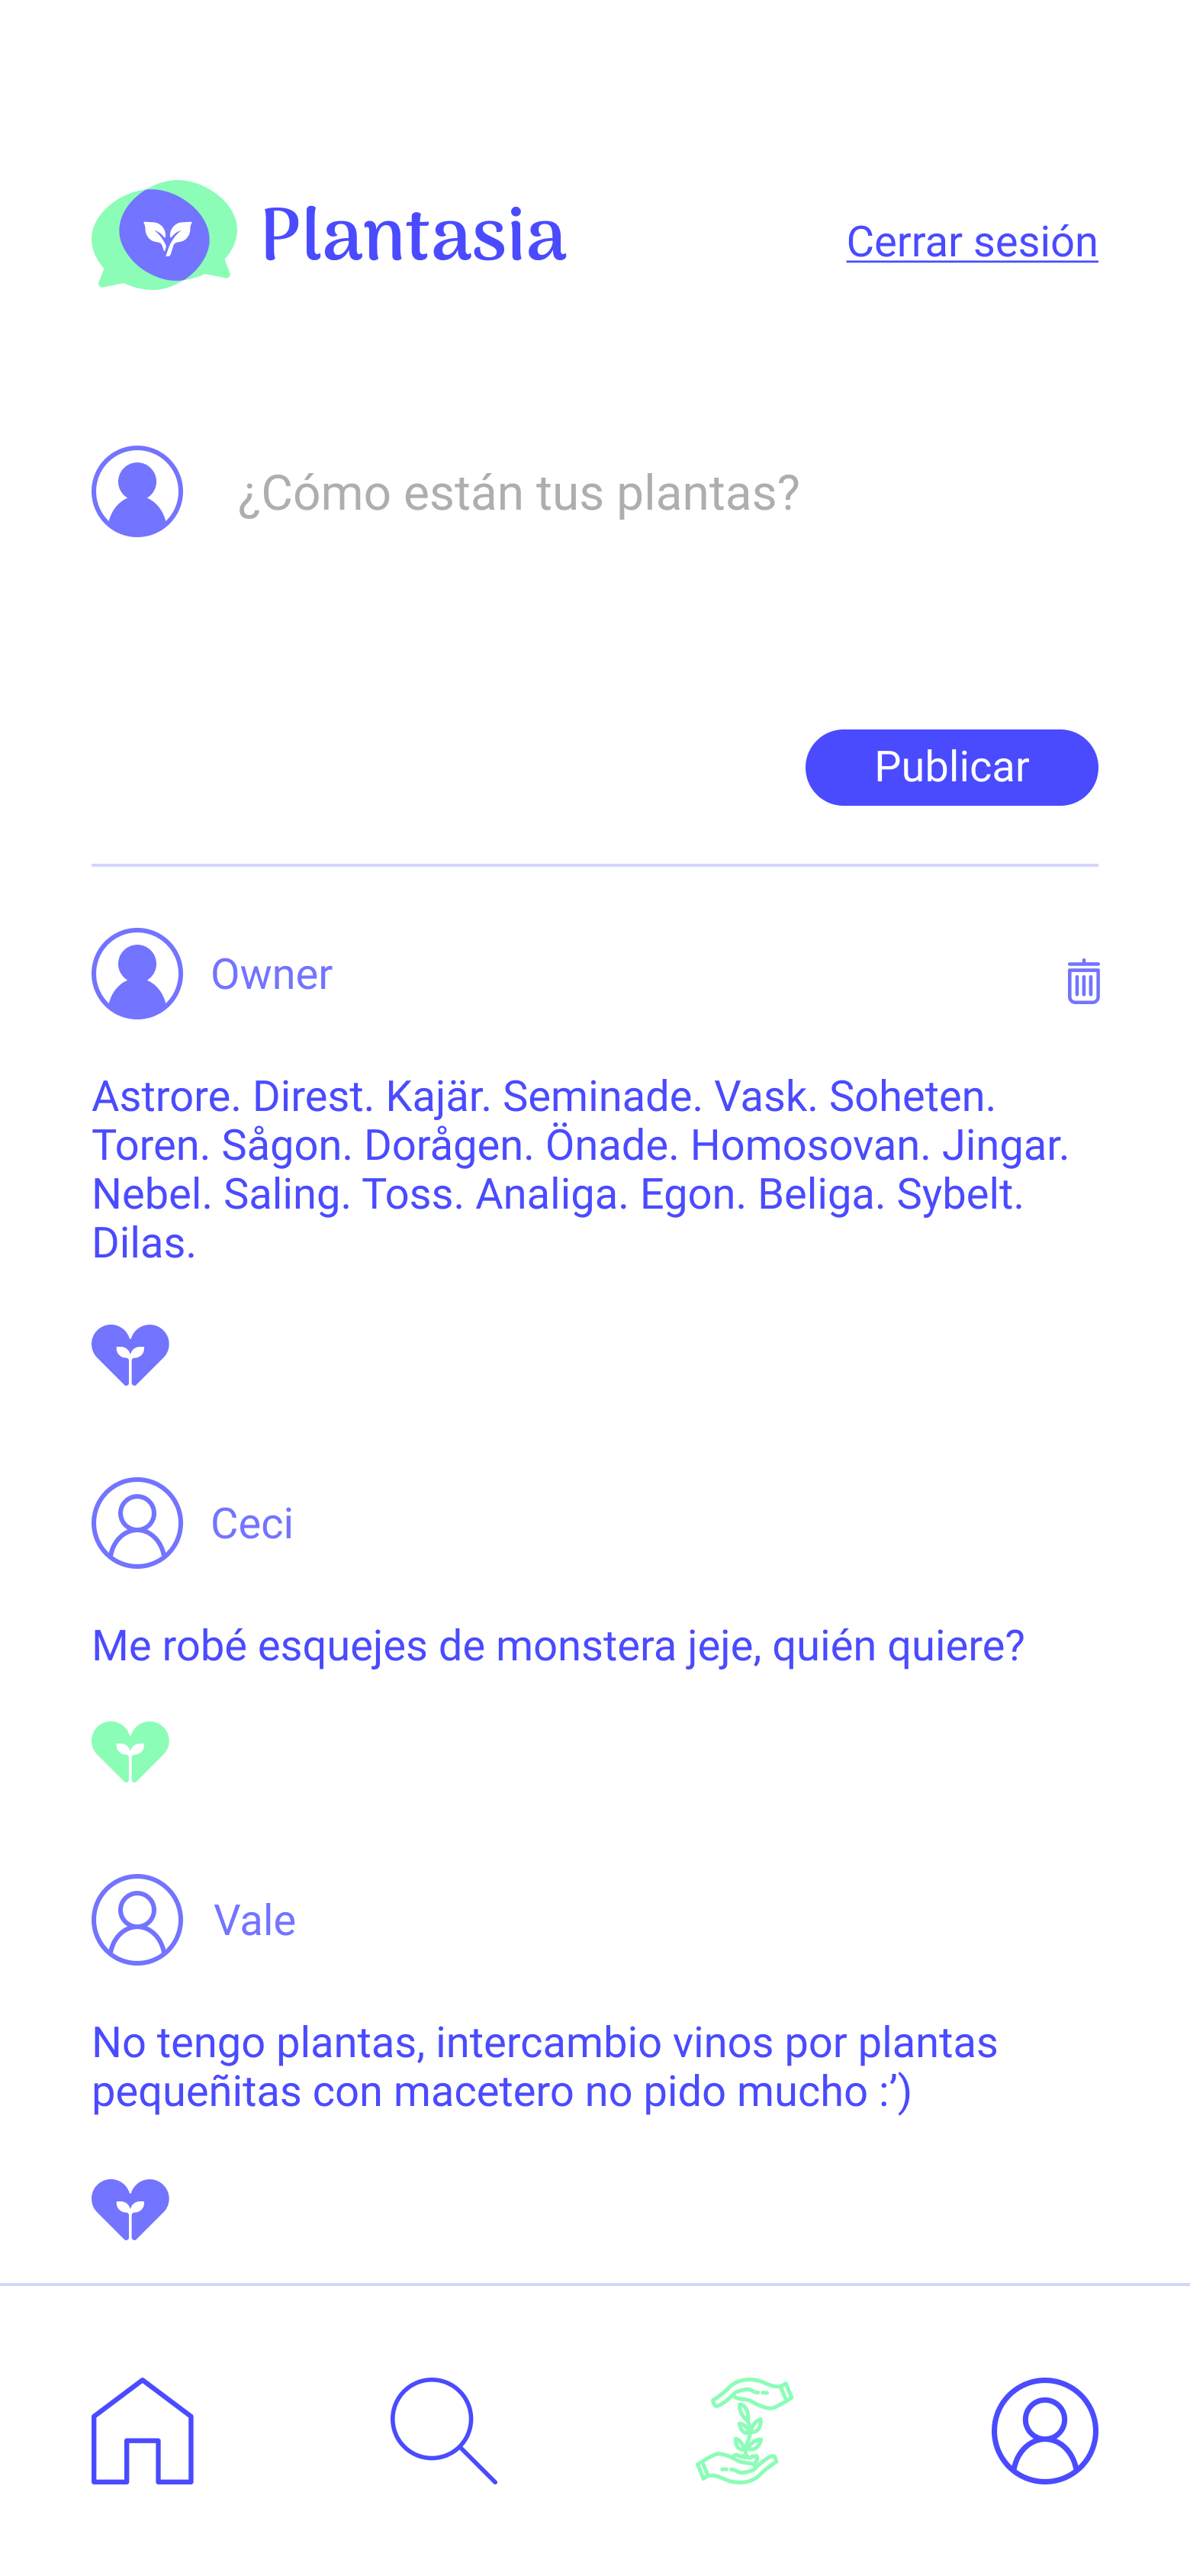 Plantasia
Cerrar sesión
¿Cómo están tus plantas?
Publicar
Owner
Astrore. Direst. Kajär. Seminade. Vask. Soheten.
Toren. Sågon. Dorågen. Önade. Homosovan. Jingar.
Nebel. Saling. Toss. Analiga. Egon. Beliga. Sybelt.
Dilas.
Ceci
Me robé esquejes de monstera jeje, quién quiere?
Vale
No tengo plantas, intercambio vinos por plantas
pequeñitas con macetero no pido mucho :’)